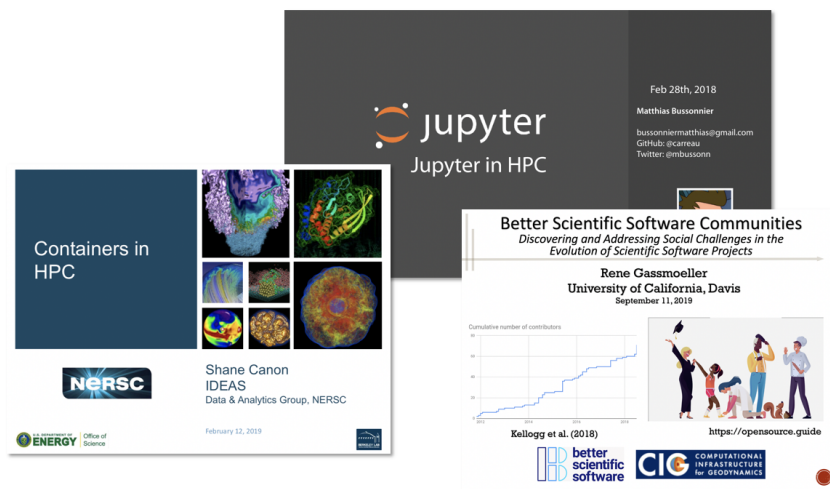 jupyter
Jupyter in HPC
Feb 28th, 2018
Matthias Bussonnier
bussonniermatthias@gmail.com
GitHub: @carreau
Twitter: @mbussonn
Containers in
HPC
NERSC
Shane Canon
IDEAS
Data & Analytics Group, NERSC
February 12, 2019
U.S. DEPARTMENT OF
ENERGY
Office of
Science
BERKELEY LAB
Better Scientific Software Communities
Discovering and Addressing Social Challenges in the
Evolution of Scientific Software Projects
Rene Gassmoeller
University of California, Davis
September 11, 2019
Cumulative number of contributors
Kellogg et al. (2018)
https://opensource.guide
better
scientific
software
CIG
COMPUTATIONAL
INFRASTRUCTURE
for GEODYNAMICS